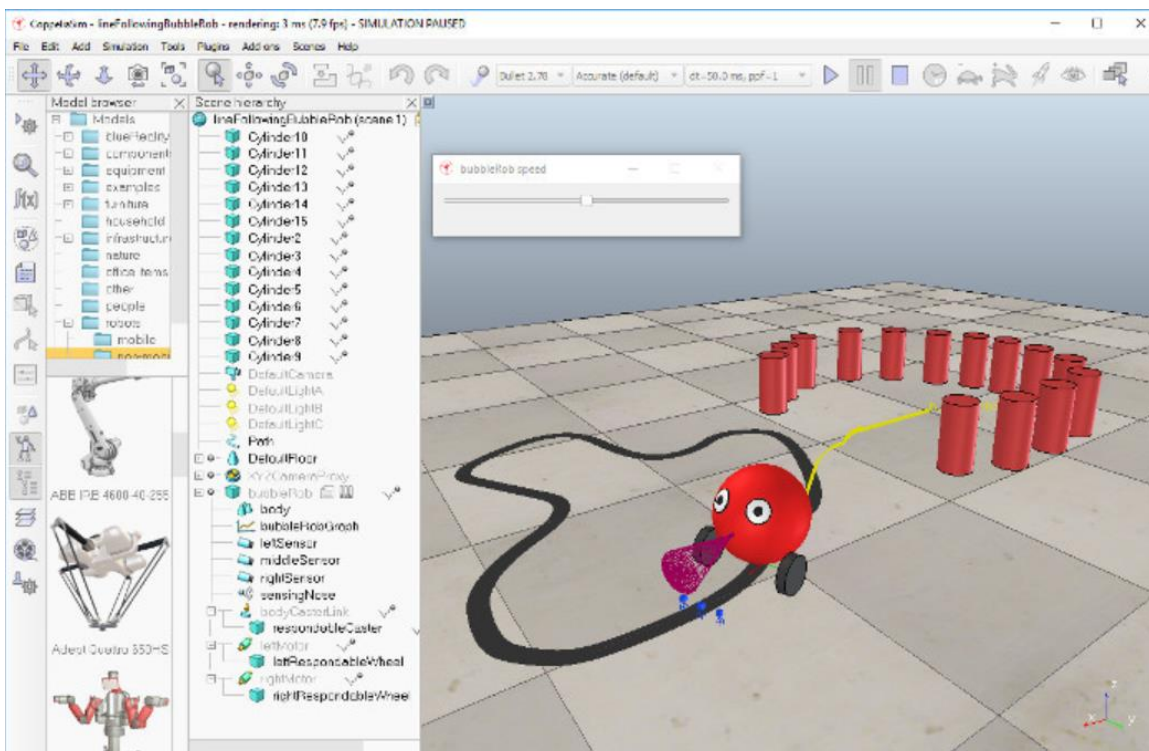 CoppeliaSim - lineFollowingBubbleRob - rendering: 3 ms (7.9 fps) - SIMULATION PAUSED
File Edit Add Simulation Tools Plugins Add-ons Scenes Help
Bullet 2.78 Accurate (default) dt=50.0 ms, ppf=1
Model browser
Models
components
equipment
examples
furniture
household
infrastructure
nature
office items
other
people
robots
mobile
ABB IRB 4600-40-255
Adept Quattro 650HS
Scene hierarchy
lineFollowingBubbleRob (scene 1)
Cylinder10
Cylinder11
Cylinder12
Cylinder13
Cylinder14
Cylinder15
Cylinder2
Cylinder3
Cylinder4
Cylinder5
Cylinder6
Cylinder7
Cylinder8
Cylinder9
DefaultCamera
DefaultLightA
DefaultLightB
DefaultLightC
Path
DefaultFloor
XYZCameraProxy
bubbleRob
body
bubbleRobGraph
leftSensor
middleSensor
rightSensor
sensingNose
bodyCasterLink
respondableCaster
leftMotor
leftRespondableWheel
rightMotor
rightRespondableWheel
f(x)
bubbleRob speed
z
x
y